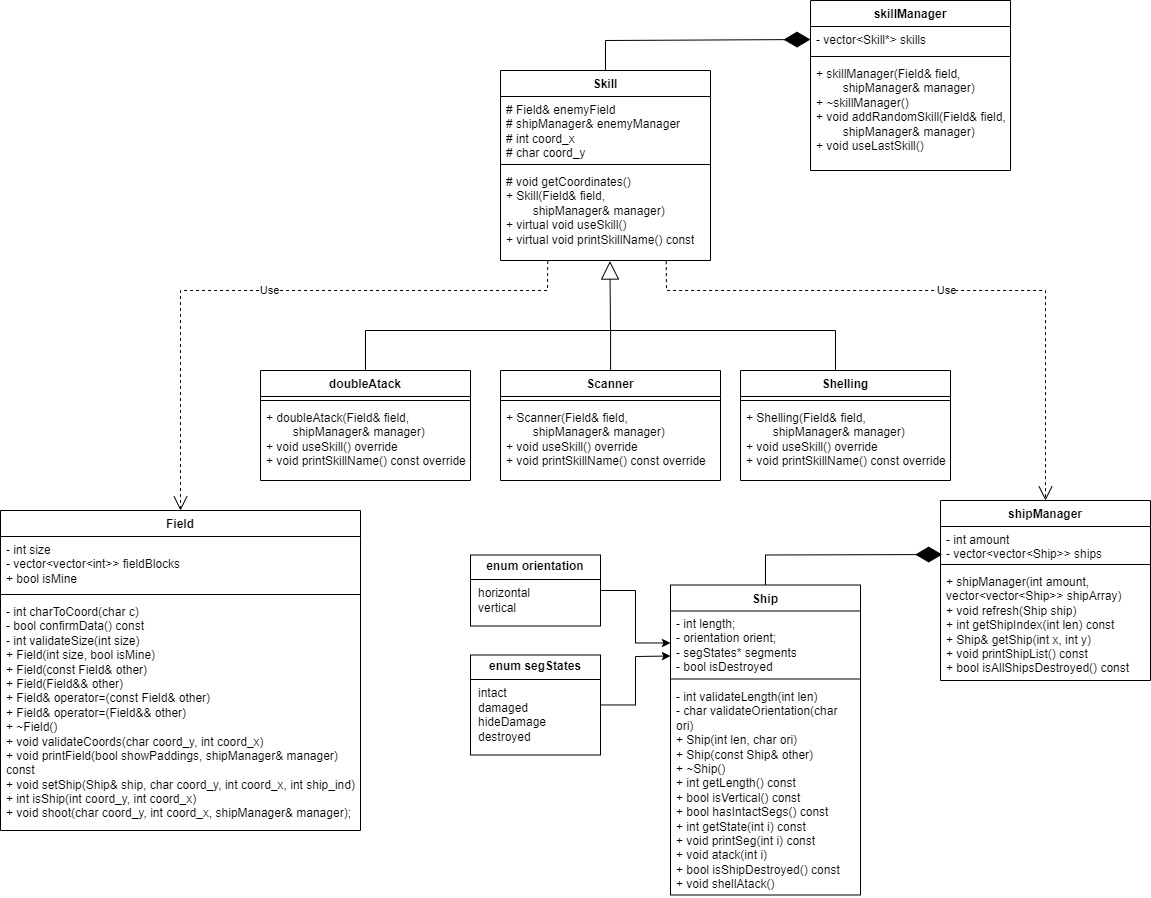 skillManager
- vector<Skill*> skills
+ skillManager(Field& field,
shipManager& manager)
+ ~skillManager()
+ void addRandomSkill(Field& field,
shipManager& manager)
+ void useLastSkill()
Skill
# Field& enemyField
# shipManager& enemyManager
# int coord_x
# char coord_y
# void getCoordinates()
+ Skill(Field& field,
shipManager& manager)
+ virtual void useSkill()
+ virtual void printSkillName() const
Use
Use
doubleAtack
+ doubleAtack(Field& field,
shipManager& manager)
+ void useSkill() override
+ void printSkillName() const override
Scanner
+ Scanner(Field& field,
shipManager& manager)
+ void useSkill() override
+ void printSkillName() const override
Shelling
+ Shelling(Field& field,
shipManager& manager)
+ void useSkill() override
+ void printSkillName() const override
Field
- int size
- vector<vector<int>> fieldBlocks
+ bool isMine
- int charToCoord(char c)
- bool confirmData() const
- int validateSize(int size)
+ Field(int size, bool isMine)
+ Field(const Field& other)
+ Field(Field&& other)
+ Field& operator=(const Field& other)
+ Field& operator=(Field&& other)
+ ~Field()
+ void validateCoords(char coord_y, int coord_x)
+ void printField(bool showPaddings, shipManager& manager)
const
+ void setShip(Ship& ship, char coord_y, int coord_x, int ship_ind)
+ int isShip(int coord_y, int coord_x)
+ void shoot(char coord_y, int coord_x, shipManager& manager);
enum orientation
horizontal
vertical
enum segStates
intact
damaged
hideDamage
destroyed
Ship
- int length;
- orientation orient;
- segStates* segments
- bool isDestroyed
- int validateLength(int len)
- char validateOrientation(char
ori)
+ Ship(int len, char ori)
+ Ship(const Ship& other)
+ ~Ship()
+ int getLength() const
+ bool isVertical() const
+ bool hasIntactSegs() const
+ int getState(int i) const
+ void printSeg(int i) const
+ void atack(int i)
+ bool isShipDestroyed() const
+ void shellAtack()
shipManager
- int amount
- vector<vector<Ship>> ships
+ shipManager(int amount,
vector<vector<Ship>> shipArray)
+ void refresh(Ship ship)
+ int getShipIndex(int len) const
+ Ship& getShip(int x, int y)
+ void printShipList() const
+ bool isAllShipsDestroyed() const